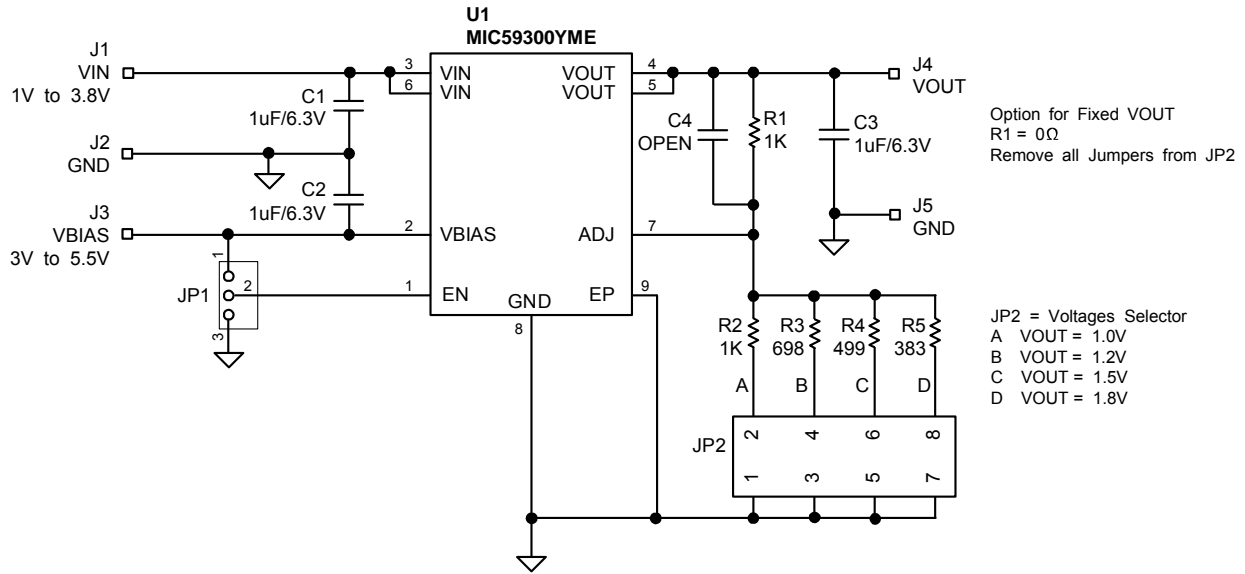 U1
MIC59300YME
J1
VIN
1V to 3.8V
J2
GND
J3
VBIAS
3V to 5.5V
C1
1uF/6.3V
C2
1uF/6.3V
JP1
1
2
3
3
6
2
1
VIN
VIN
VBIAS
EN
GND
8
VOUT
VOUT
ADJ
EP
4
5
7
9
C4
OPEN
R1
1K
C3
1uF/6.3V
J4
VOUT
J5
GND
Option for Fixed VOUT
R1 = 0Ω
Remove all Jumpers from JP2
R2
1K
R3
698
R4
499
R5
383
A
B
C
D
JP2
2
4
6
8
1
3
5
7
JP2 = Voltages Selector
A VOUT = 1.0V
B VOUT = 1.2V
C VOUT = 1.5V
D VOUT = 1.8V